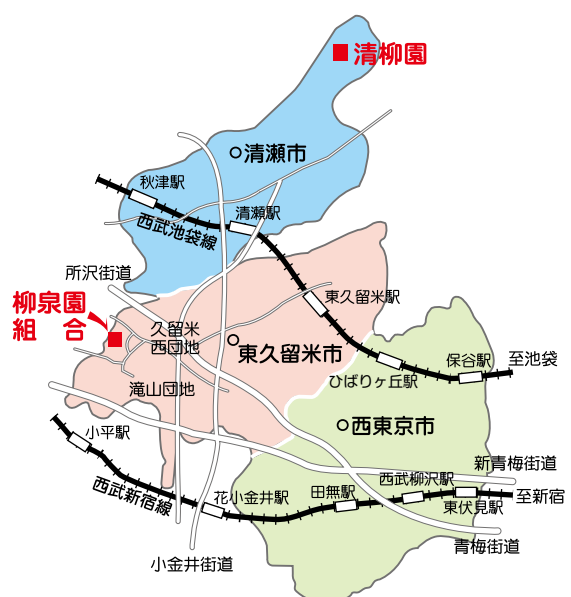 清柳園
清瀬市
秋津駅
清瀬駅
西武池袋線
所沢街道
東久留米駅
柳泉園
組合
久留米
西団地
東久留米市
保谷駅
至池袋
ひばりヶ丘駅
滝山団地
西東京市
小平駅
新青梅街道
西武柳沢駅
西武新宿線
花小金井駅
田無駅
至新宿
東伏見駅
青梅街道
小金井街道